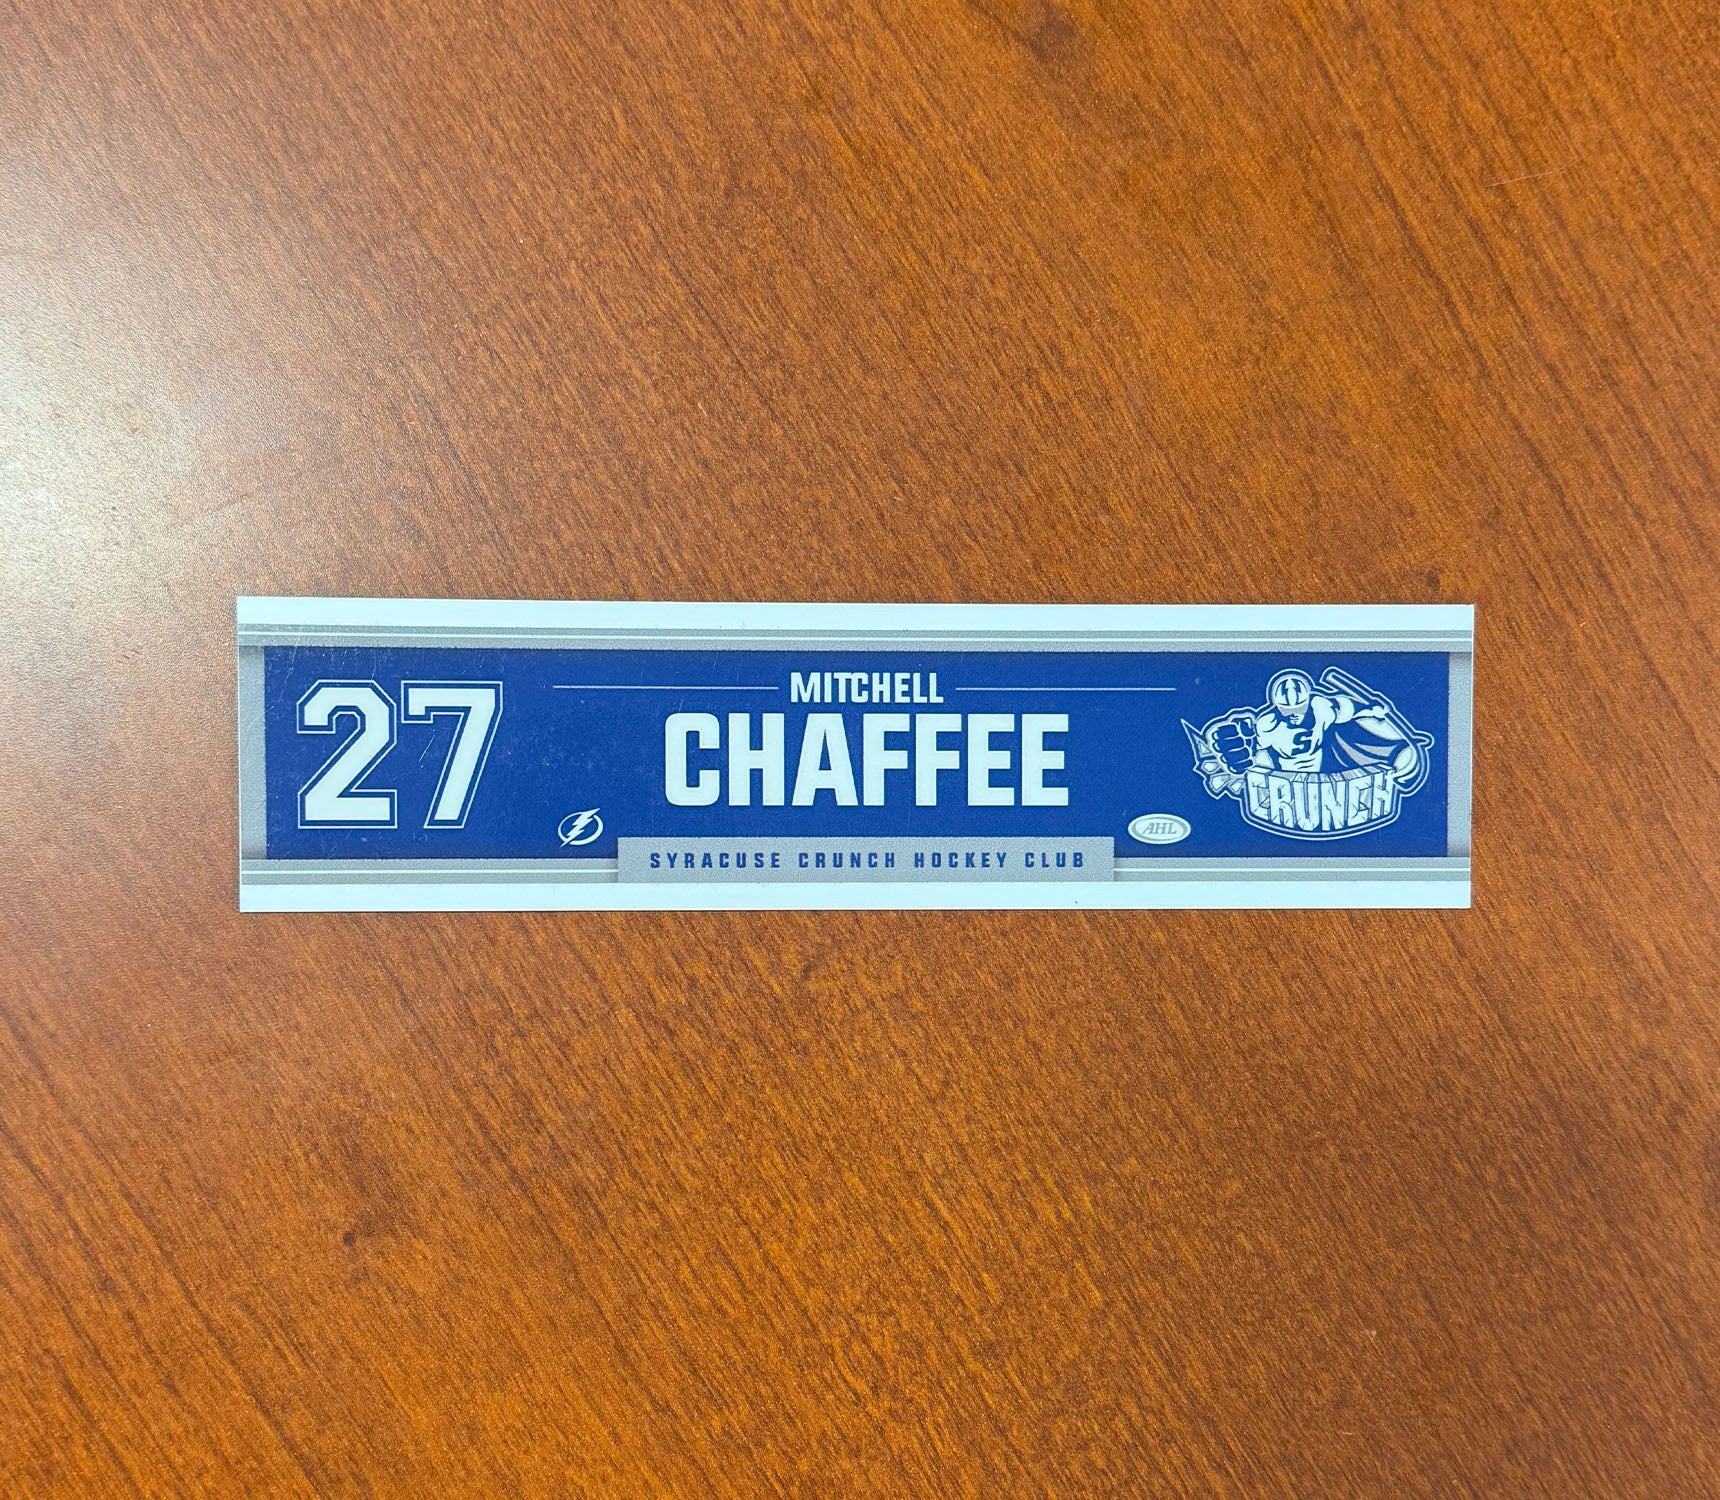 27
MITCHELL
CHAFFEE
S
CRUNCH
AHL
SYRACUSE CRUNCH HOCKEY CLUB